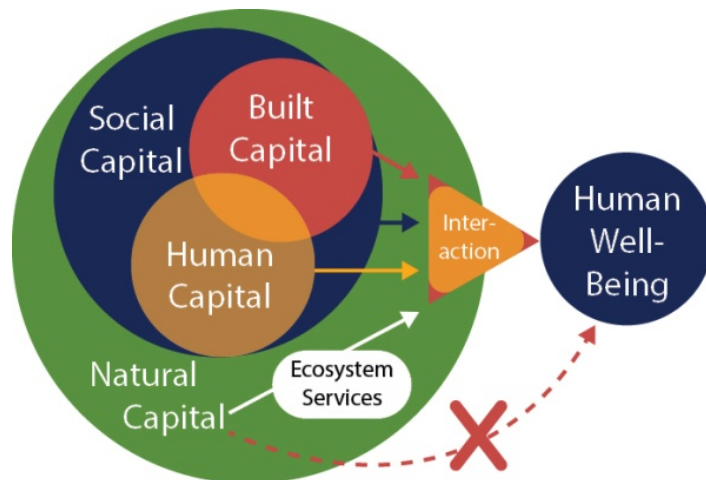 Social
Capital
Built
Capital
Human
Capital
Natural
Capital
Ecosystem
Services
Inter-
action
Human
Well-
Being